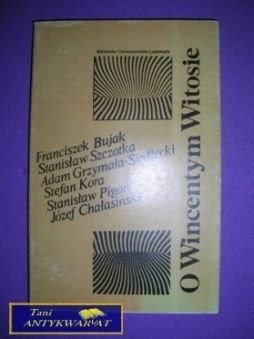 Biblioteka Uniwersytetów Ludowych
Franciszek Bujak
Stanisław Szczotka
Adam Grzymała-Siedlecki
Stefan Kora
Stanisław Pigoń
Józef Chałasiński
O Wincentym Witosie
Tani
ANTYKWARYAT